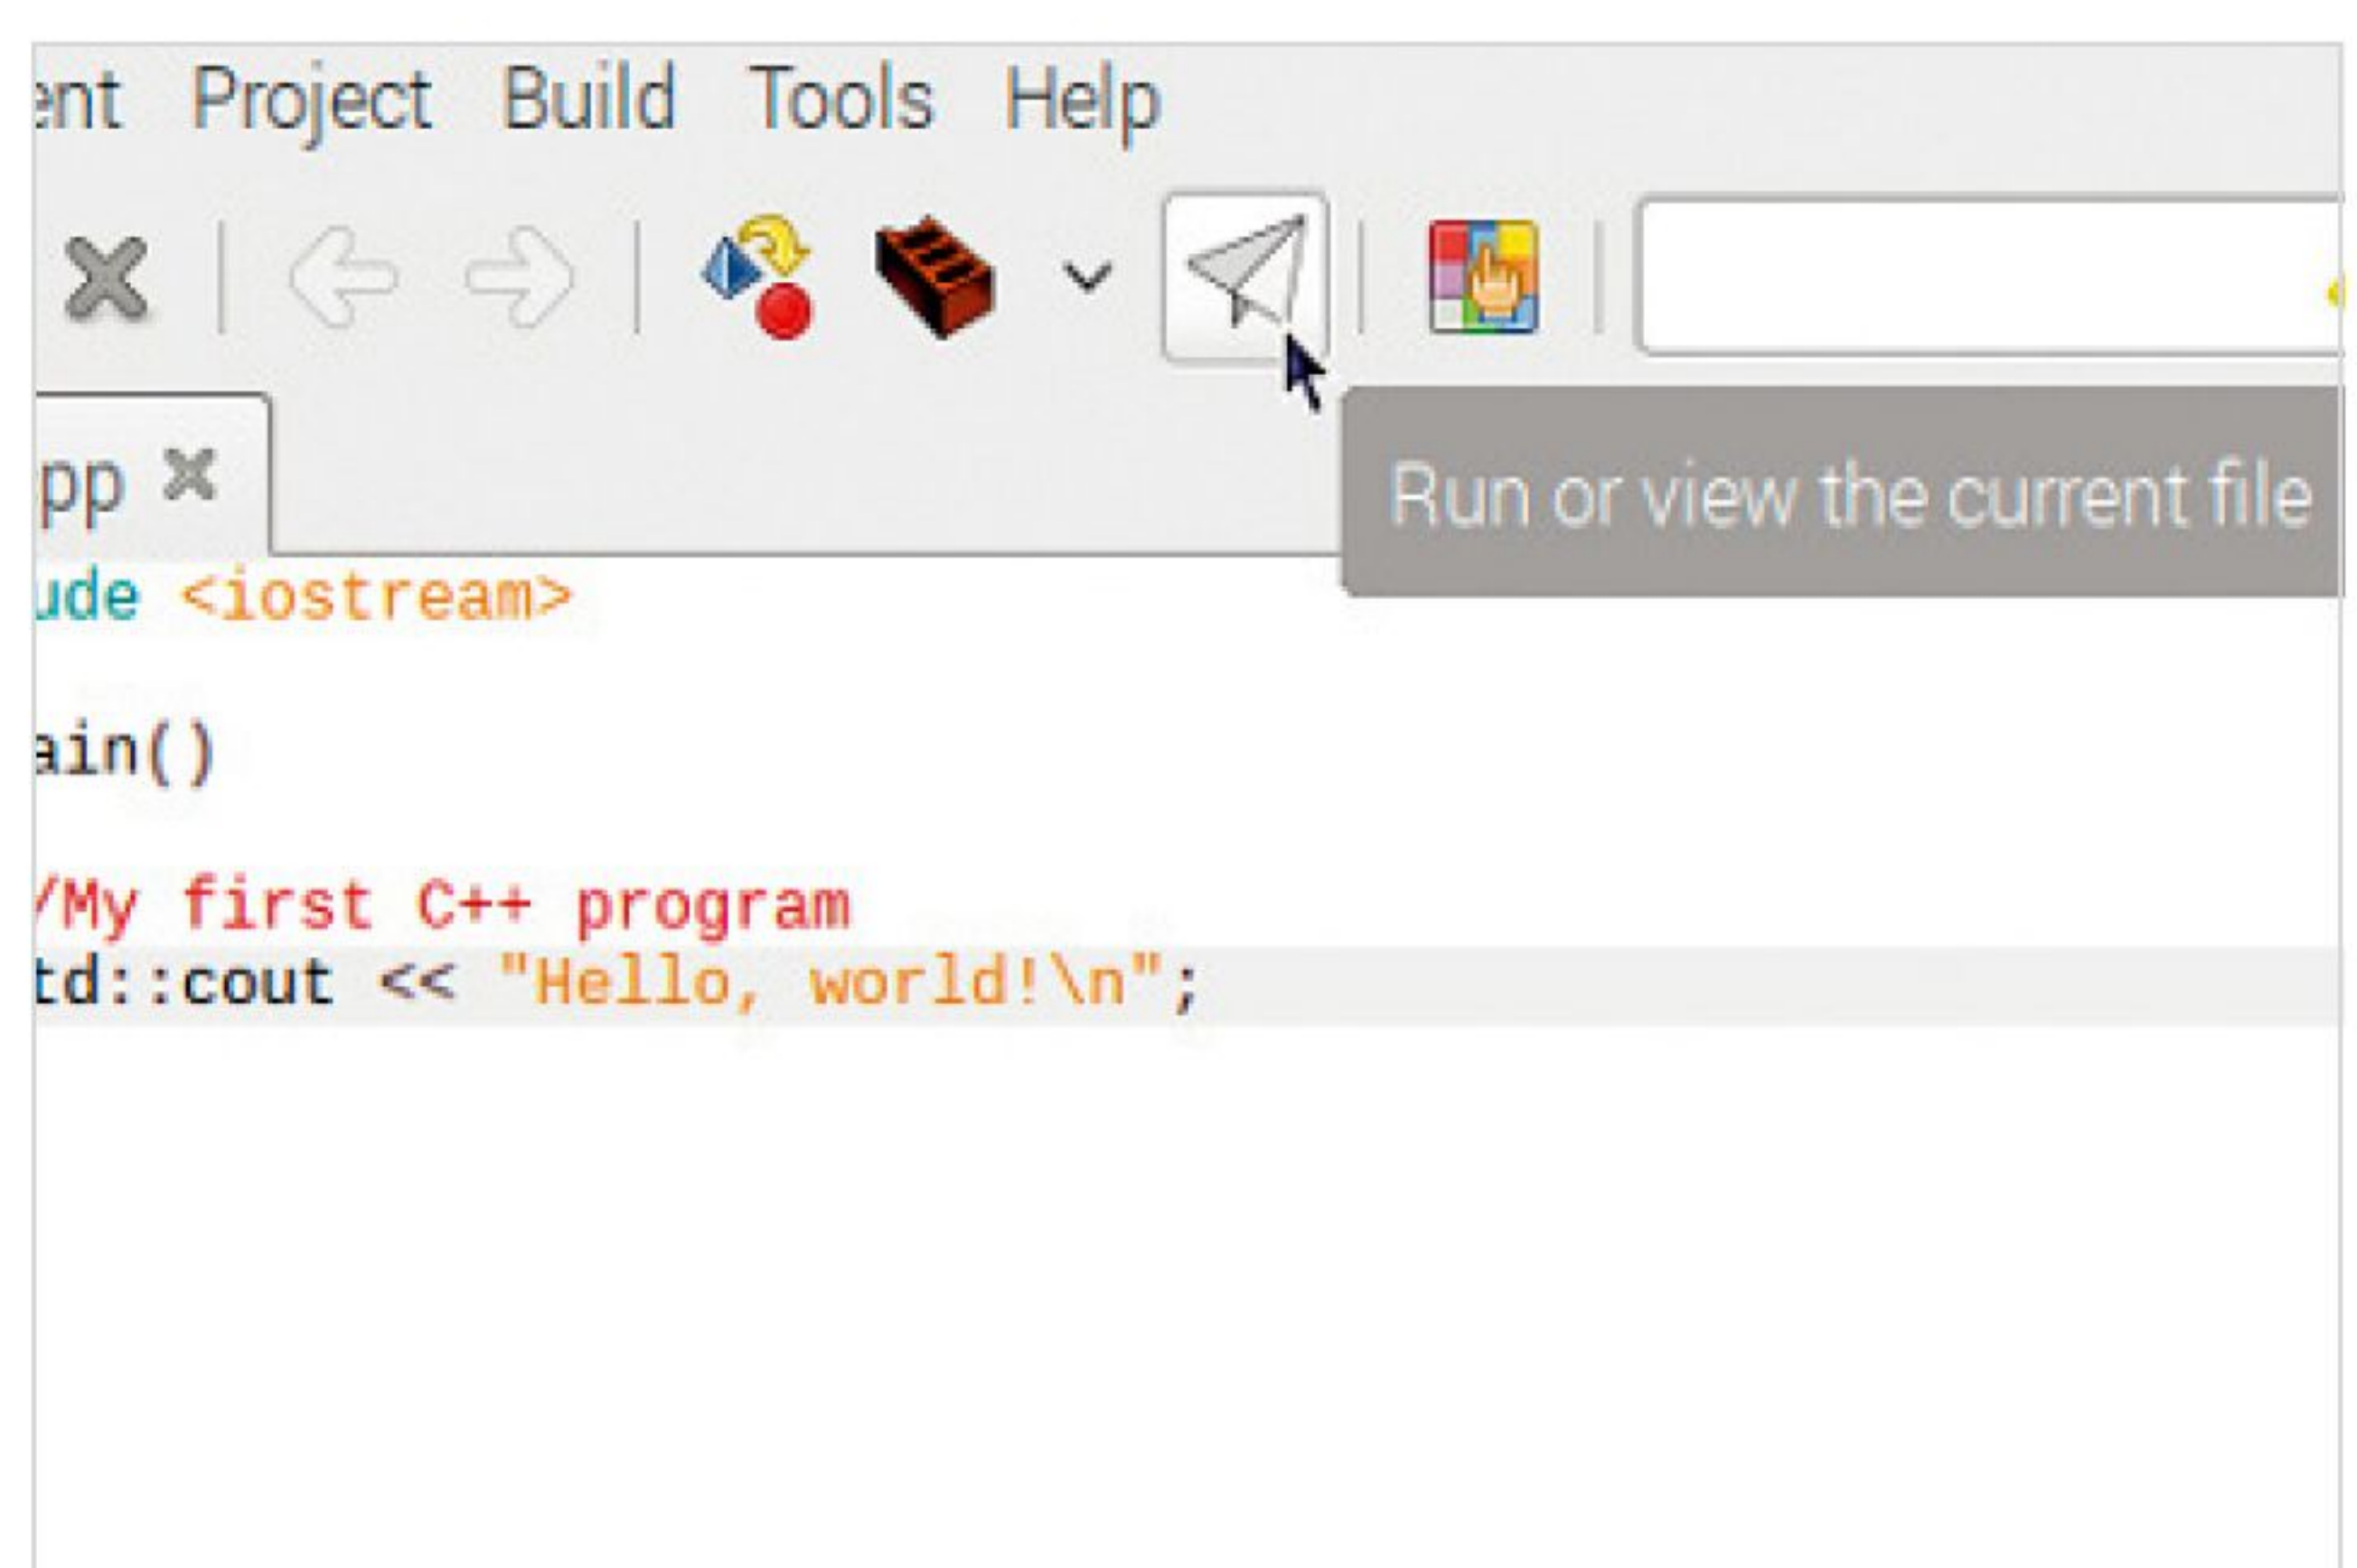 ent Project Build Tools Help
pp
Run or view the current file
ude <iostream>
ain()
/My first C++ program
td::cout << "Hello, world!\n";